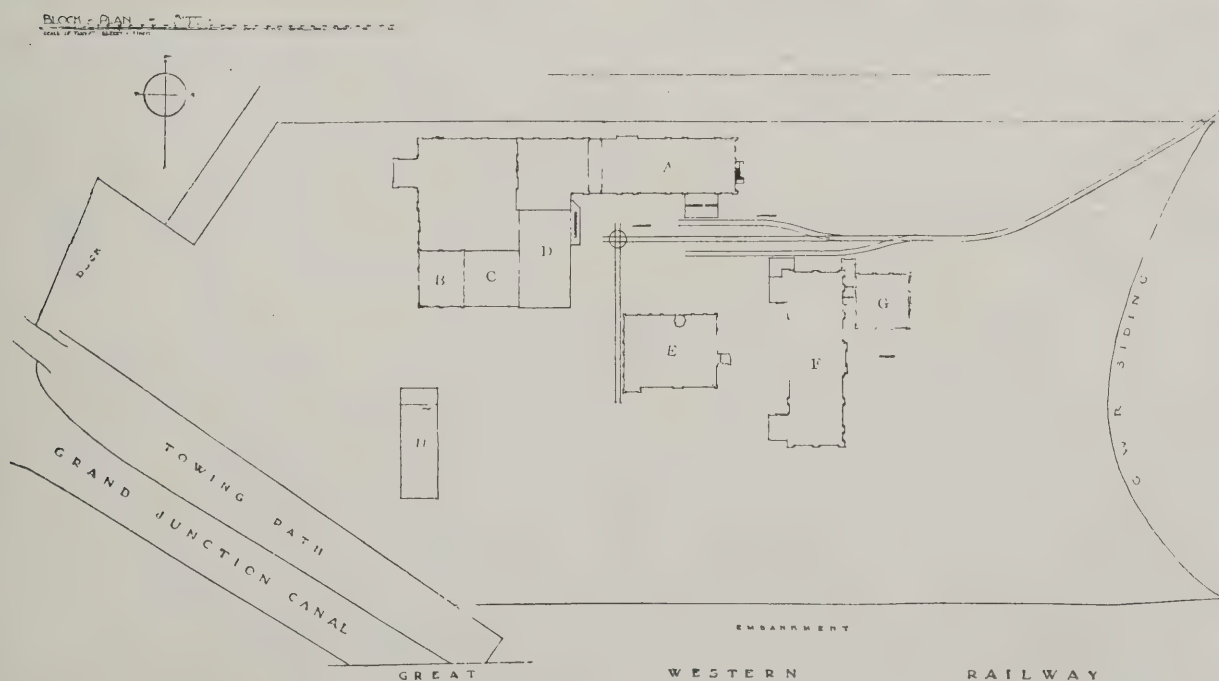 BLOCK PLAN
A
B
C
D
E
F
G
H
DOCK
TOWING PATH
GRAND JUNCTION CANAL
G W R SIDING
EMBANKMENT
GREAT WESTERN RAILWAY